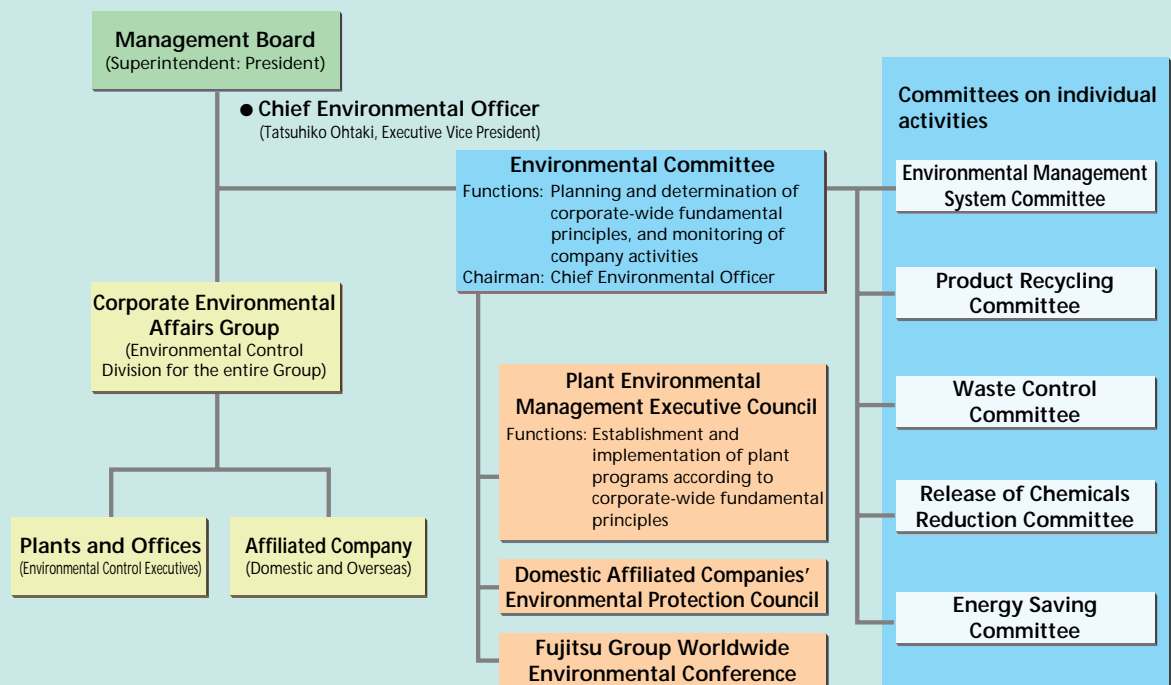 Management Board
(Superintendent: President)
● Chief Environmental Officer
(Tatsuhiko Ohtaki, Executive Vice President)
Environmental Committee
Functions: Planning and determination of
corporate-wide fundamental
principles, and monitoring of
company activities
Chairman: Chief Environmental Officer
Corporate Environmental
Affairs Group
(Environmental Control
Division for the entire Group)
Plants and Offices
(Environmental Control Executives)
Affiliated Company
(Domestic and Overseas)
Plant Environmental
Management Executive Council
Functions: Establishment and
implementation of plant
programs according to
corporate-wide fundamental
principles
Domestic Affiliated Companies’
Environmental Protection Council
Fujitsu Group Worldwide
Environmental Conference
Committees on individual
activities
Environmental Management
System Committee
Product Recycling
Committee
Waste Control
Committee
Release of Chemicals
Reduction Committee
Energy Saving
Committee